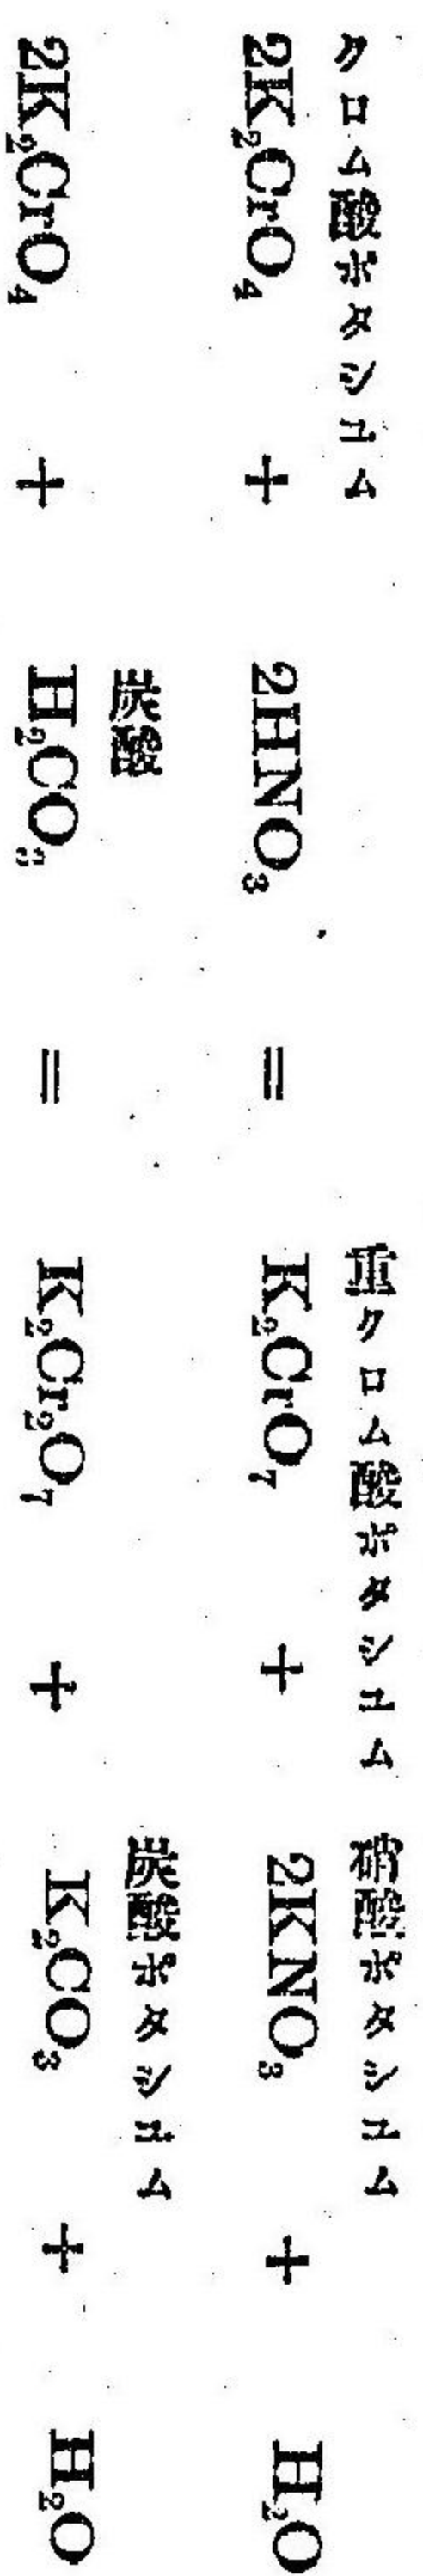 クロム酸ポタシユム 重クロム酸ポタシユム 硝酸ポタシユム
2K₂CrO₄ + 2HNO₃ = K₂CrO₇ + 2KNO₃ + H₂O
炭酸 炭酸ポタシユム
2K₂CrO₄ + H₂CO₃ = K₂Cr₂O₇ + K₂CO₃ + H₂O